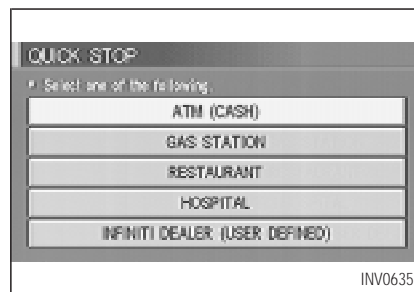 QUICK STOP
Select one of the following.
ATM (CASH)
GAS STATION
RESTAURANT
HOSPITAL
INFINITI DEALER (USER DEFINED)
INV0635